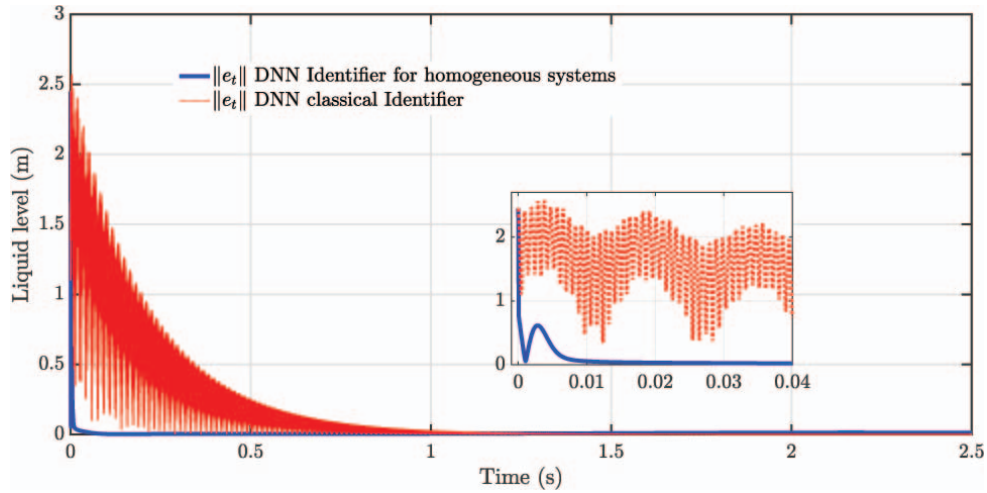 3
2.5
2
1.5
1
0.5
0
Liquid level (m)
‖e_t‖ DNN Identifier for homogeneous systems
‖e_t‖ DNN classical Identifier
2
1
0
0 0.01 0.02 0.03 0.04
0 0.5 1 1.5 2 2.5
Time (s)